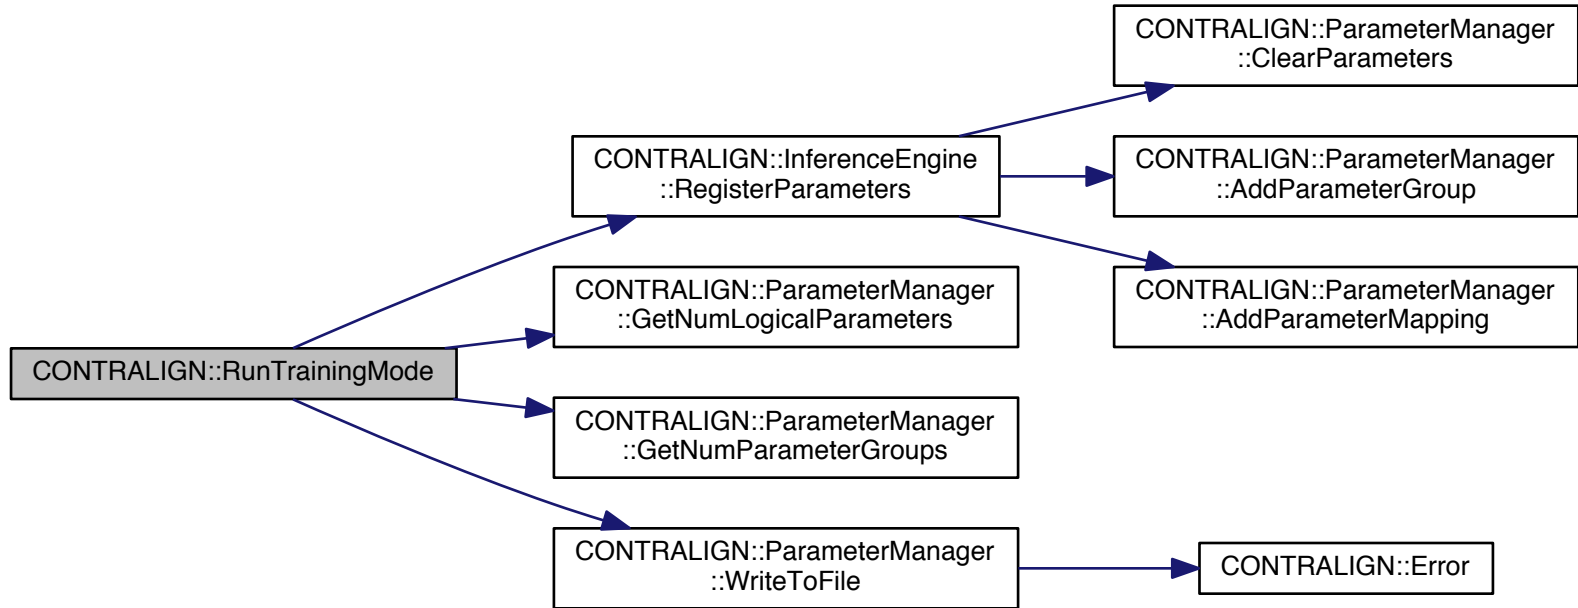 CONTRALIGN::RunTrainingMode
CONTRALIGN::InferenceEngine
::RegisterParameters
CONTRALIGN::ParameterManager
::GetNumLogicalParameters
CONTRALIGN::ParameterManager
::GetNumParameterGroups
CONTRALIGN::ParameterManager
::WriteToFile
CONTRALIGN::ParameterManager
::ClearParameters
CONTRALIGN::ParameterManager
::AddParameterGroup
CONTRALIGN::ParameterManager
::AddParameterMapping
CONTRALIGN::Error